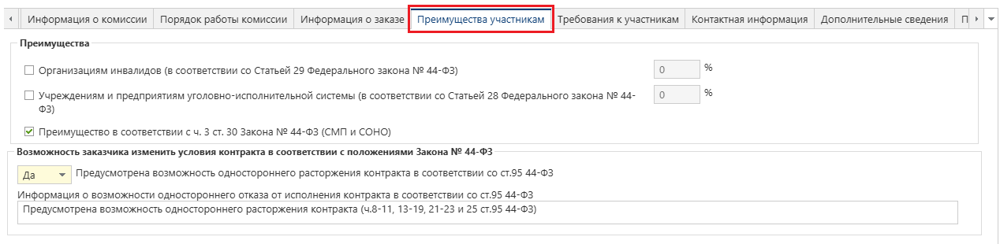 Информация о комиссии Порядок работы комиссии Информация о заказе Преимущества участникам Требования к участникам Контактная информация Дополнительные сведения П
Преимущества
Организациям инвалидов (в соответствии со Статьей 29 Федерального закона № 44-ФЗ) 0 %
Учреждениям и предприятиям уголовно-исполнительной системы (в соответствии со Статьей 28 Федерального закона № 44- 0 %
ФЗ)
Преимущество в соответствии с ч. 3 ст. 30 Закона № 44-ФЗ (СМП и СОНО)
Возможность заказчика изменить условия контракта в соответствии с положениями Закона № 44-ФЗ
Да Предусмотрена возможность одностороннего расторжения контракта в соответствии со ст.95 44-ФЗ
Информация о возможности одностороннего отказа от исполнения контракта в соответствии со ст.95 44-ФЗ
Предусмотрена возможность одностороннего расторжения контракта (ч.8-11, 13-19, 21-23 и 25 ст.95 44-ФЗ)